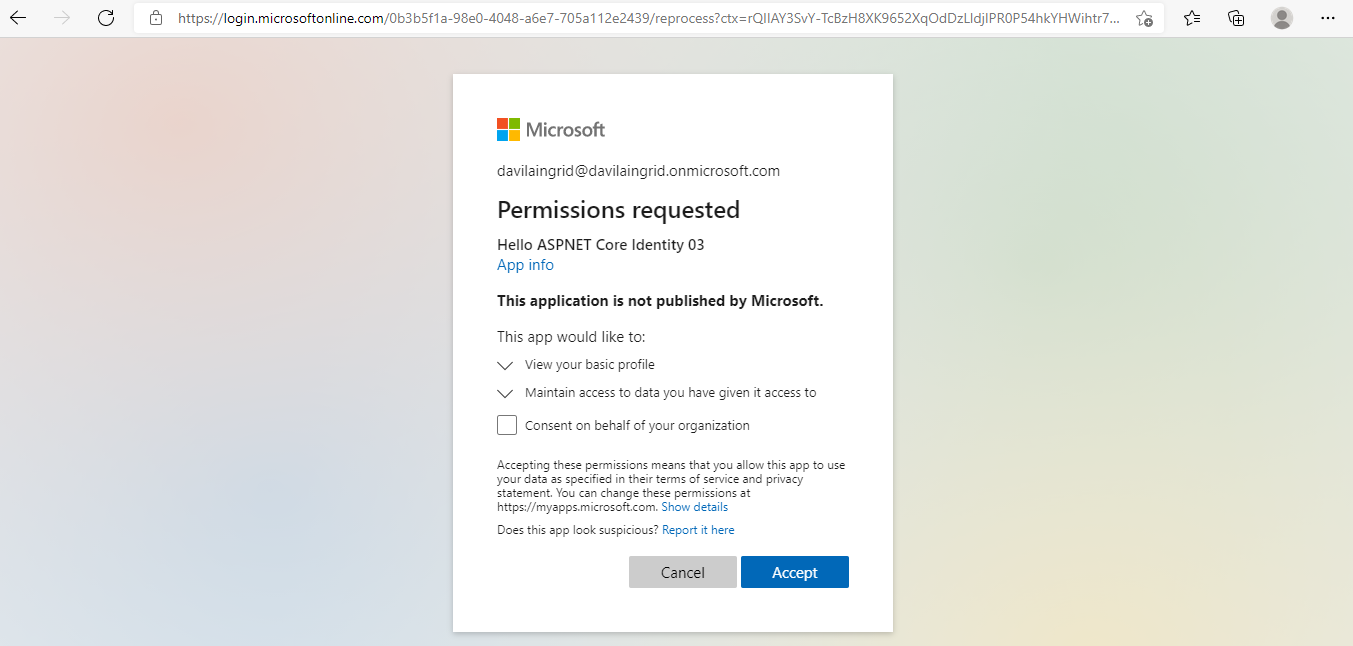 https://login.microsoftonline.com/0b3b5f1a-98e0-4048-a6e7-705a112e2439/reprocess?ctx=rQIIAY3SvY-TcBzH8XK9652XqOdDzLldjIPR0P54hkYHWihtr7...
Microsoft
davilaingrid@davilaingrid.onmicrosoft.com
Permissions requested
Hello ASPNET Core Identity 03
App info
This application is not published by Microsoft.
This app would like to:
View your basic profile
Maintain access to data you have given it access to
Consent on behalf of your organization
Accepting these permissions means that you allow this app to use
your data as specified in their terms of service and privacy
statement. You can change these permissions at
https://myapps.microsoft.com. Show details
Does this app look suspicious? Report it here
Cancel Accept